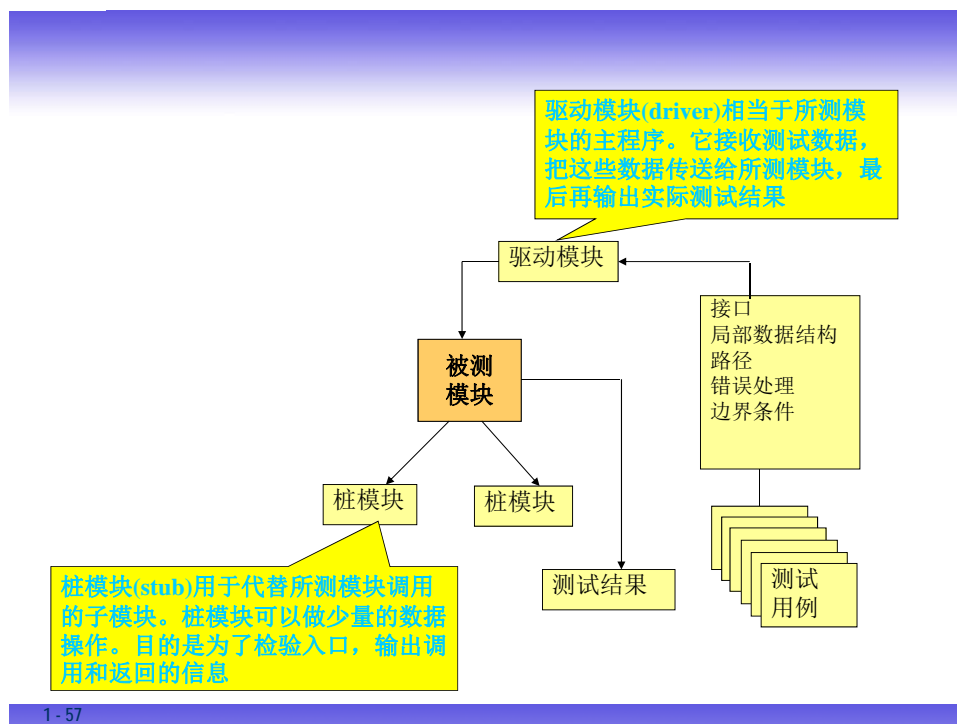 驱动模块(driver)相当于所测模
块的主程序。它接收测试数据，
把这些数据传送给所测模块，最
后再输出实际测试结果
驱动模块
接口
局部数据结构
路径
错误处理
边界条件
被测
模块
桩模块
桩模块
测试结果
测试
用例
桩模块(stub)用于代替所测模块调用
的子模块。桩模块可以做少量的数据
操作。目的是为了检验入口，输出调
用和返回的信息
1 - 57